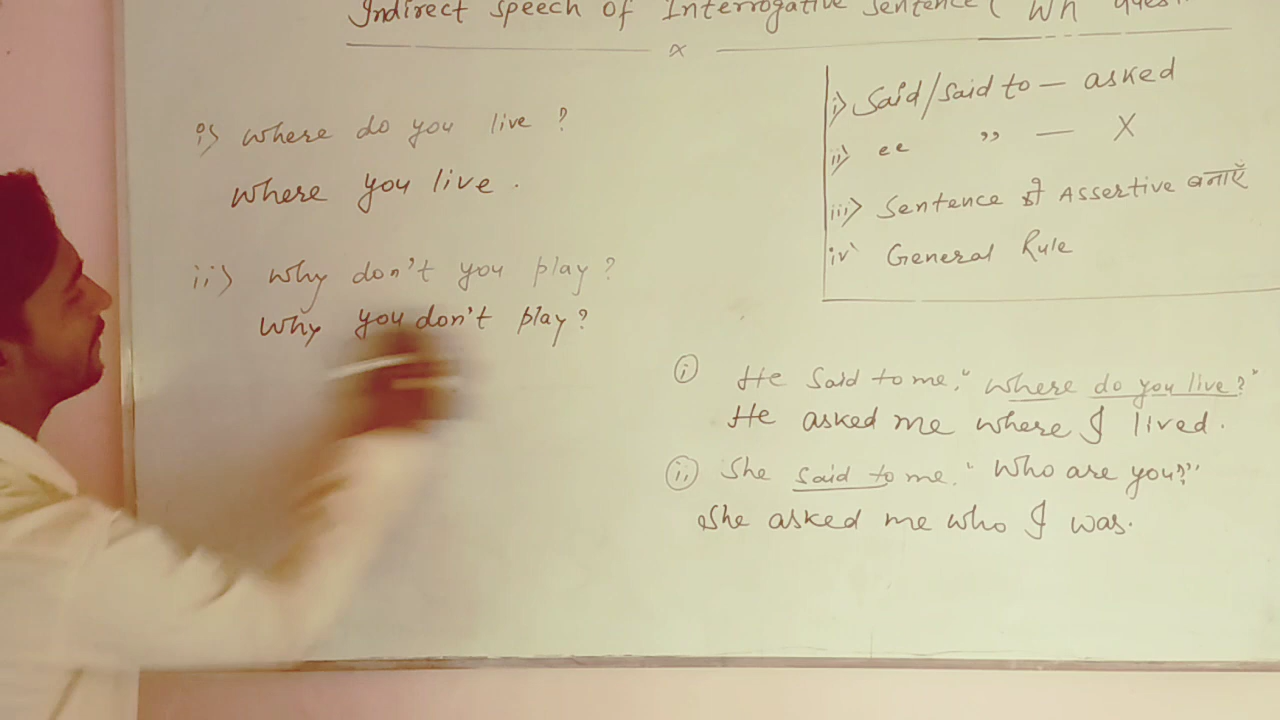 Indirect Speech of Interrogative Sentence ( Wh
x
i) where do you live ?
where you live .
ii) why don't you play ?
why you don't play ?
i) Said/said to — asked
ii) " " — X
iii) Sentence को Assertive बनाएँ
iv) General Rule
(i) He Said to me, "where do you live?"
He asked me where I lived.
(ii) She said to me, "Who are you?"
She asked me who I was.